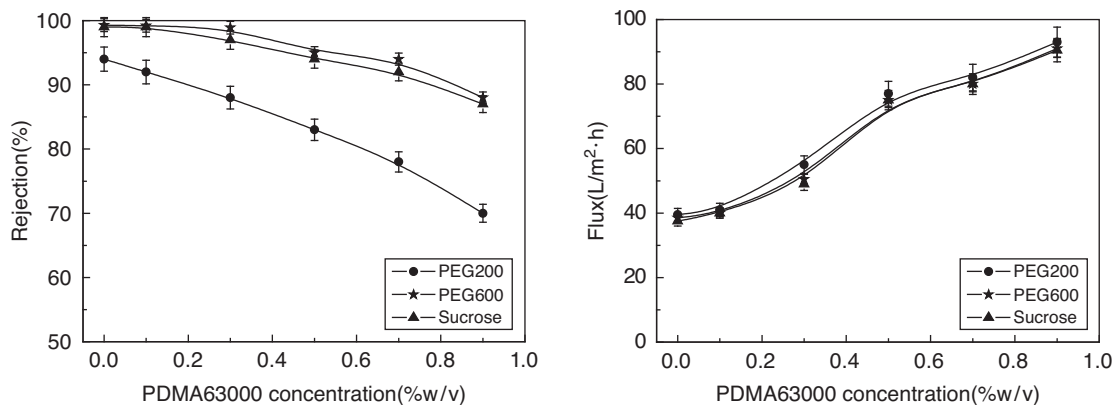 Rejection(%)
100
90
80
70
60
50
0.0 0.2 0.4 0.6 0.8 1.0
PDMA63000 concentration(%w/v)
PEG200
PEG600
Sucrose
Flux(L/m²·h)
100
80
60
40
20
0
0.0 0.2 0.4 0.6 0.8 1.0
PDMA63000 concentration(%w/v)
PEG200
PEG600
Sucrose